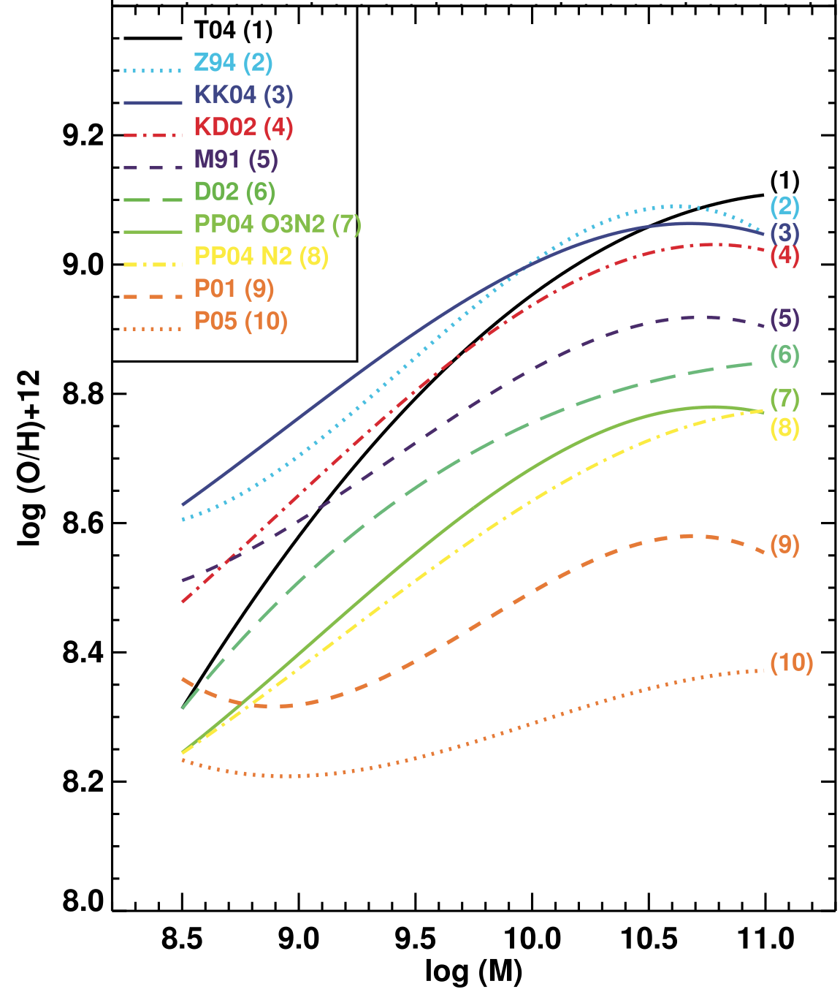 T04 (1)
Z94 (2)
KK04 (3)
KD02 (4)
M91 (5)
D02 (6)
PP04 O3N2 (7)
PP04 N2 (8)
P01 (9)
P05 (10)
9.2
9.0
8.8
8.6
8.4
8.2
8.0
log (O/H)+12
(1)
(2)
(3)
(4)
(5)
(6)
(7)
(8)
(9)
(10)
8.5 9.0 9.5 10.0 10.5 11.0
log (M)